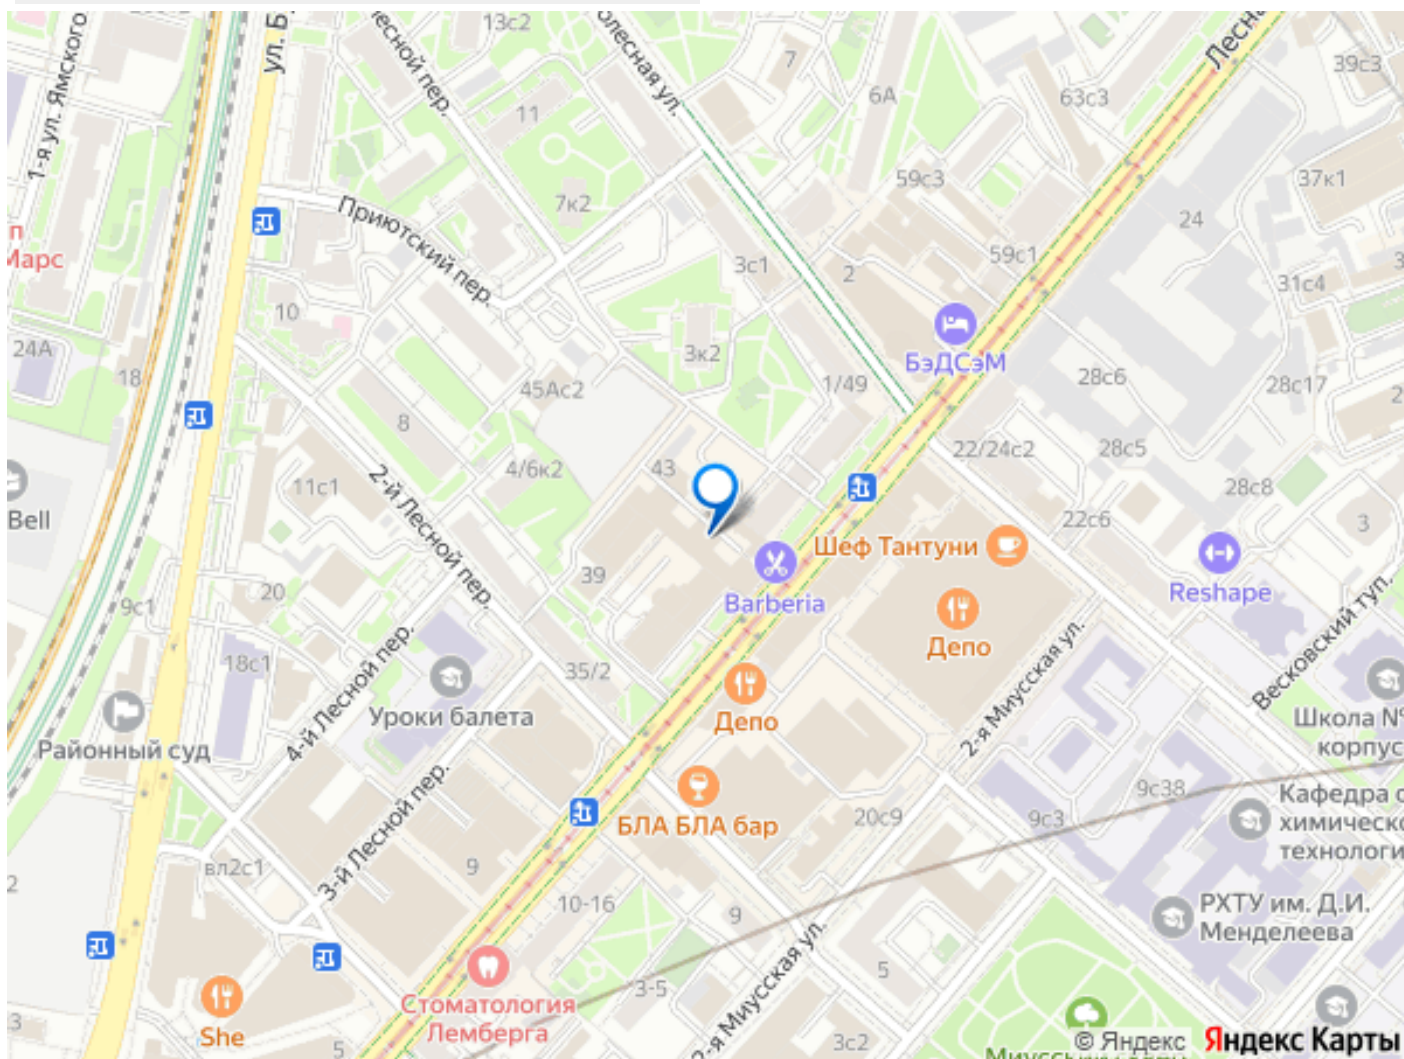 13с2
ул. Б
Лесной пер.
олесная ул.
7
Лесна
39с3
1-я ул. Ямского
11
6А
63с3
59с3
37к1
Приютский пер.
7к2
24
п
Марс
3с1
2
59с1
31с4
10
БэДСэМ
24А
18
3к2
45Ас2
1/49
28с6
28с17
8
22/24с2
28с5
2-й Лесной пер.
4/6к2
43
11с1
28с8
Bell
22с6
3
Шеф Тантуни
39
Barberia
Reshape
9с1
20
Депо
Весковский туп.
18с1
4-й Лесной пер.
35/2
Уроки балета
Депо
2-я Миусская ул.
Школа №
корпус
Районный суд
9с38
Кафедра о
химическо
технологи
3-й Лесной пер.
БЛА БЛА бар
20с9
9с3
вл2с1
9
2
10-16
9
РХТУ им. Д.И.
Менделеева
5
Стоматология
Лемберга
3-5
2-я Миусская ул.
She
3
5
3с2
© Яндекс Яндекс Карты